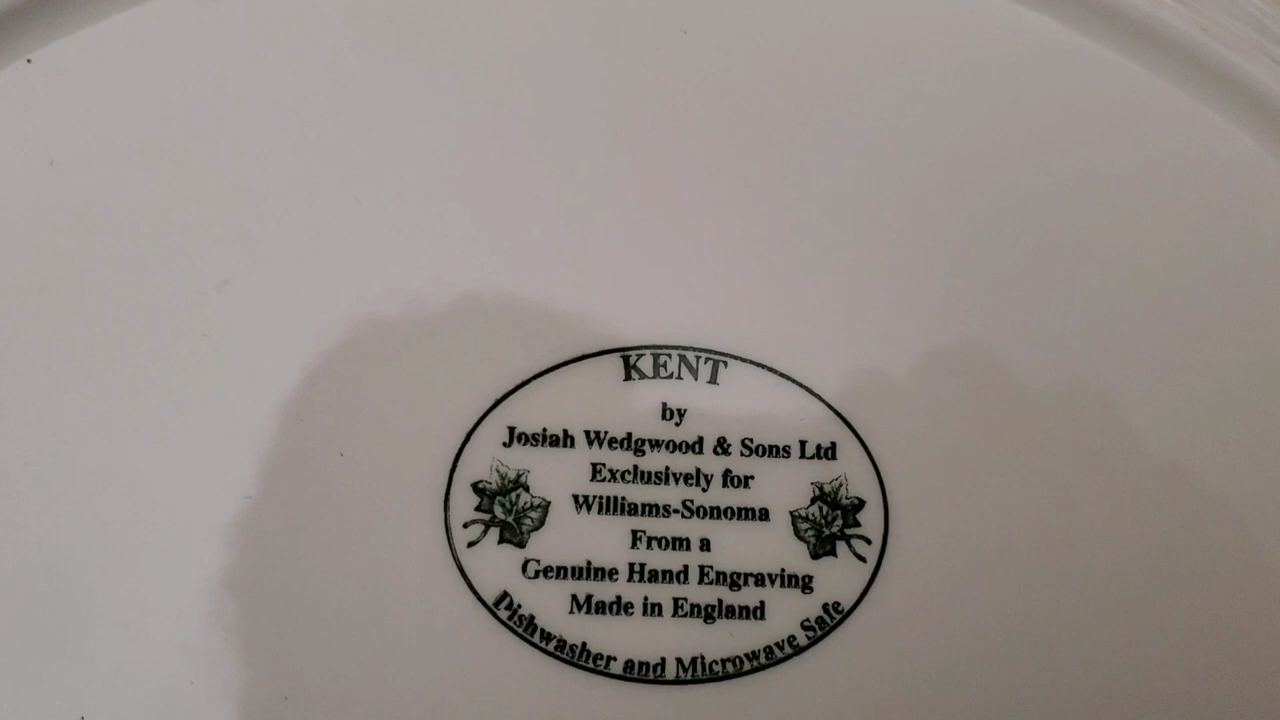 KENT
by
Josiah Wedgwood & Sons Ltd
Exclusively for
Williams-Sonoma
From a
Genuine Hand Engraving
Made in England
Dishwasher and Microwave Safe